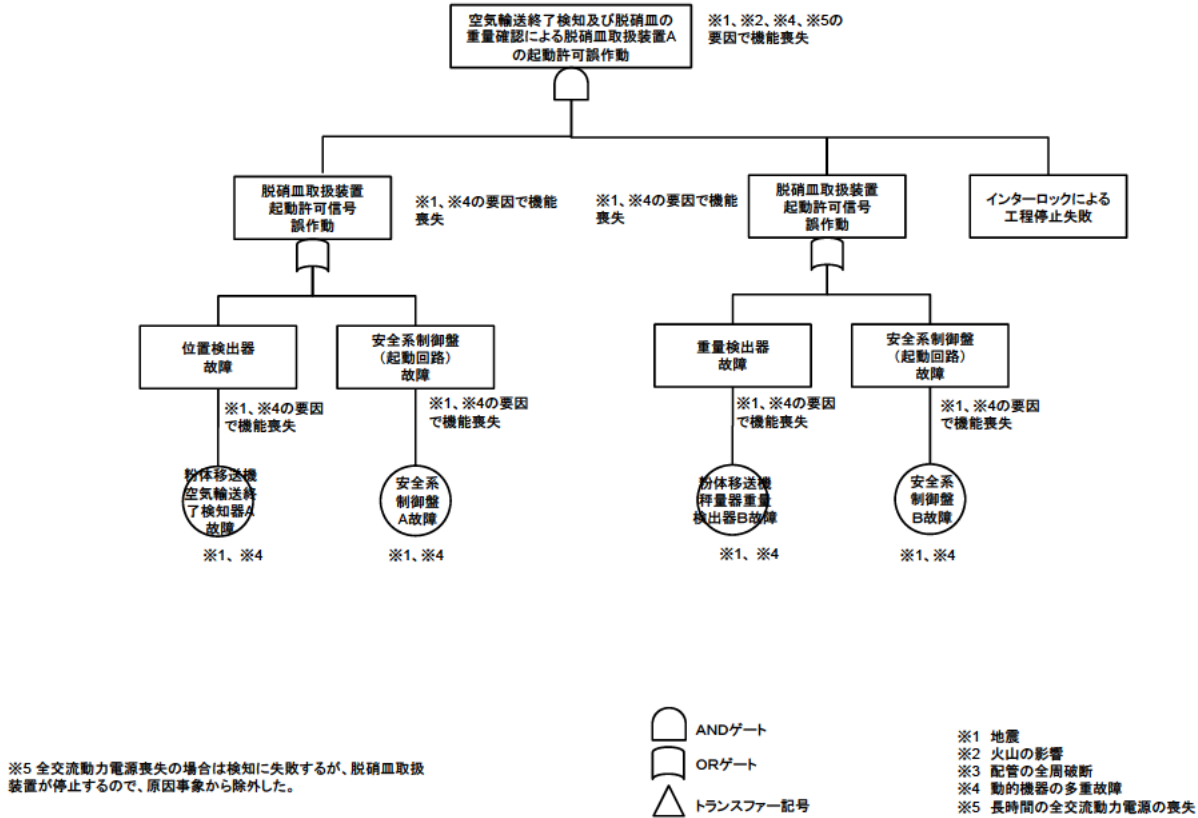 空気輸送終了検知及び脱硝皿の
重量確認による脱硝皿取扱装置A
の起動許可誤作動
※1、※2、※4、※5の
要因で機能喪失
脱硝皿取扱装置
起動許可信号
誤作動
※1、※4の要因で機能
喪失
※1、※4の要因で機能
喪失
脱硝皿取扱装置
起動許可信号
誤作動
インターロックによる
工程停止失敗
位置検出器
故障
安全系制御盤
（起動回路）
故障
重量検出器
故障
安全系制御盤
（起動回路）
故障
※1、※4の要因
で機能喪失
※1、※4の要因
で機能喪失
※1、※4の要因
で機能喪失
※1、※4の要因
で機能喪失
粉体移送機
空気輸送終
了検知器A
故障
安全系
制御盤
A故障
粉体移送機
秤量器重量
検出器B故障
安全系
制御盤
B故障
※1、※4
※1、※4
※1、※4
※1、※4
※5 全交流動力電源喪失の場合は検知に失敗するが、脱硝皿取扱
装置が停止するので、原因事象から除外した。
ANDゲート
ORゲート
トランスファー記号
※1 地震
※2 火山の影響
※3 配管の全周破断
※4 動的機器の多重故障
※5 長時間の全交流動力電源の喪失